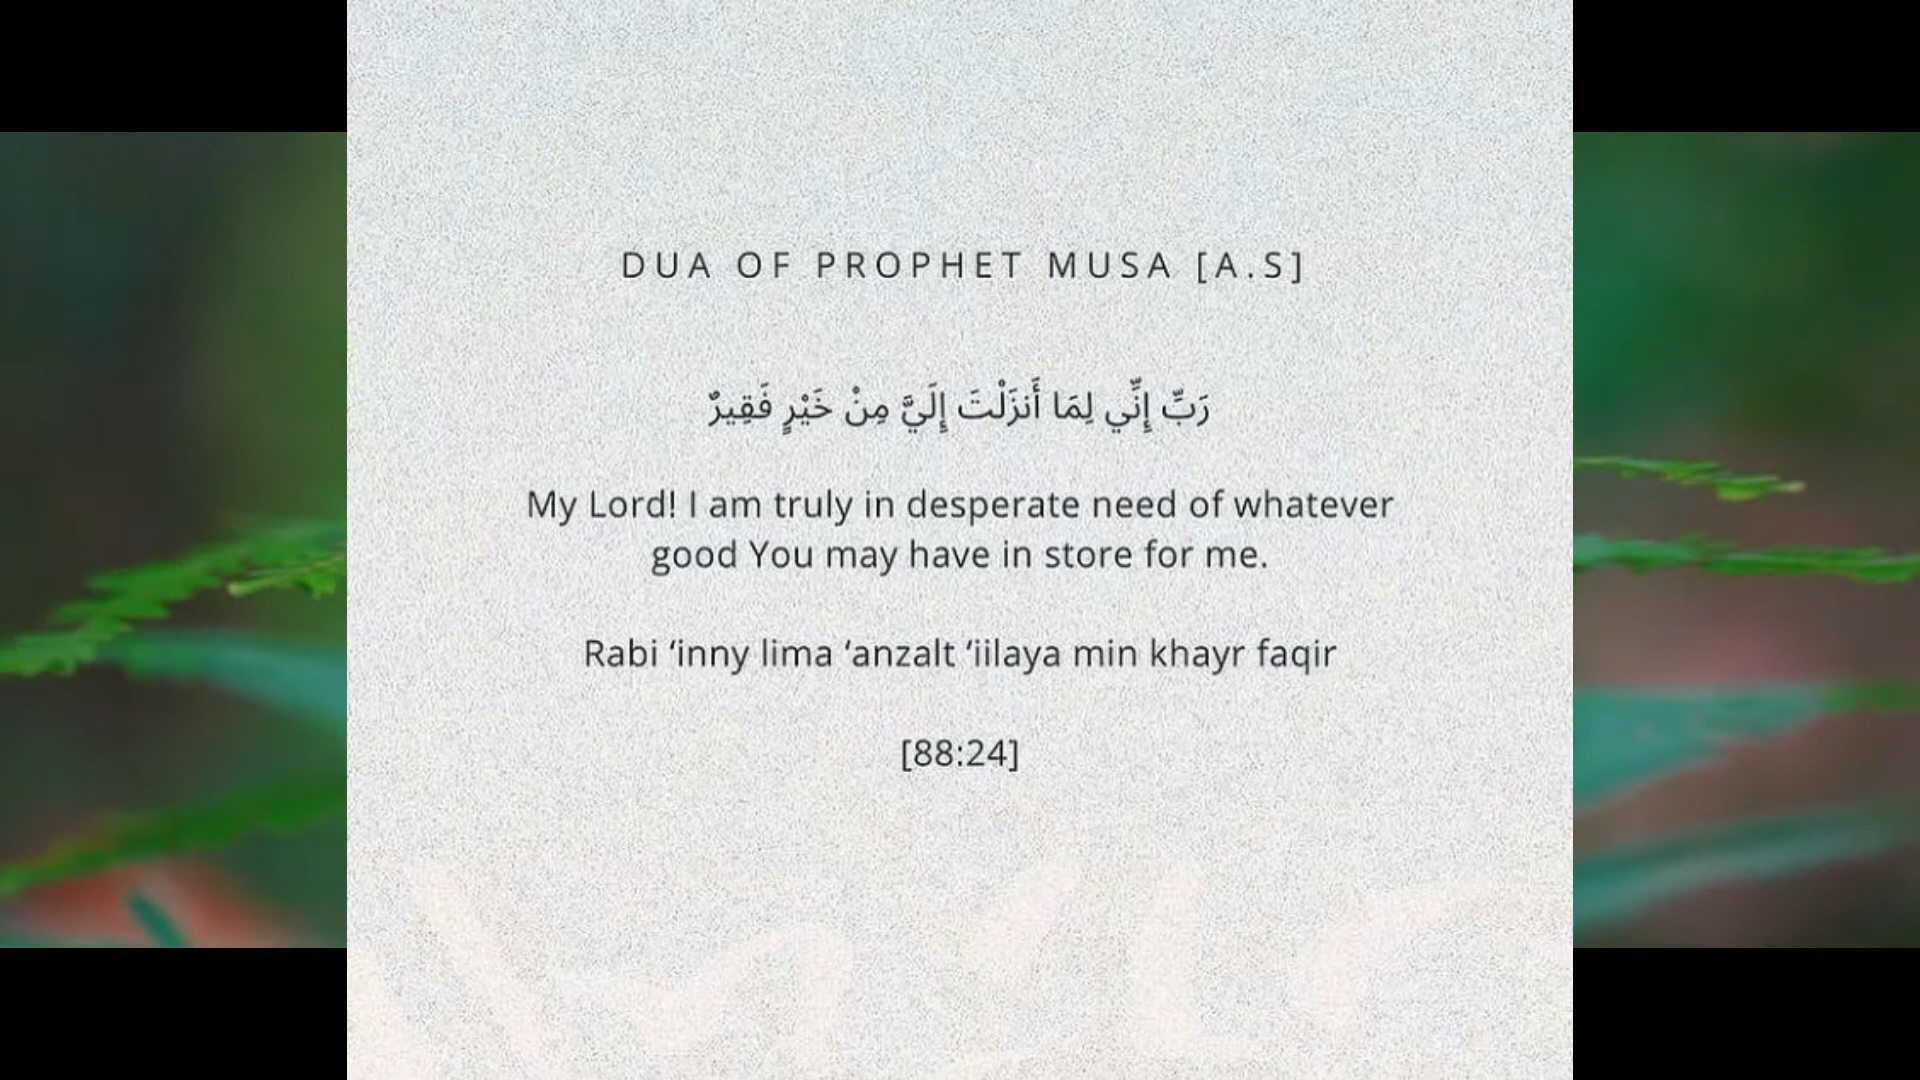 DUA OF PROPHET MUSA [A.S]
رَبِّ إِنِّي لِمَا أَنزَلْتَ إِلَيَّ مِنْ خَيْرٍ فَقِيرٌ
My Lord! I am truly in desperate need of whatever
good You may have in store for me.
Rabi ‘inny lima ‘anzalt ‘iilaya min khayr faqir
[88:24]